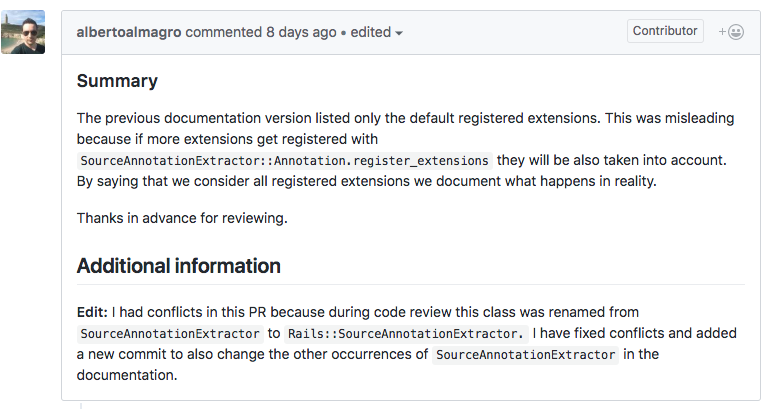 albertoalmagro commented 8 days ago • edited
Contributor
Summary
The previous documentation version listed only the default registered extensions. This was misleading
because if more extensions get registered with
SourceAnnotationExtractor::Annotation.register_extensions they will be also taken into account.
By saying that we consider all registered extensions we document what happens in reality.
Thanks in advance for reviewing.
Additional information
Edit: I had conflicts in this PR because during code review this class was renamed from
SourceAnnotationExtractor to Rails::SourceAnnotationExtractor. I have fixed conflicts and added
a new commit to also change the other occurrences of SourceAnnotationExtractor in the
documentation.